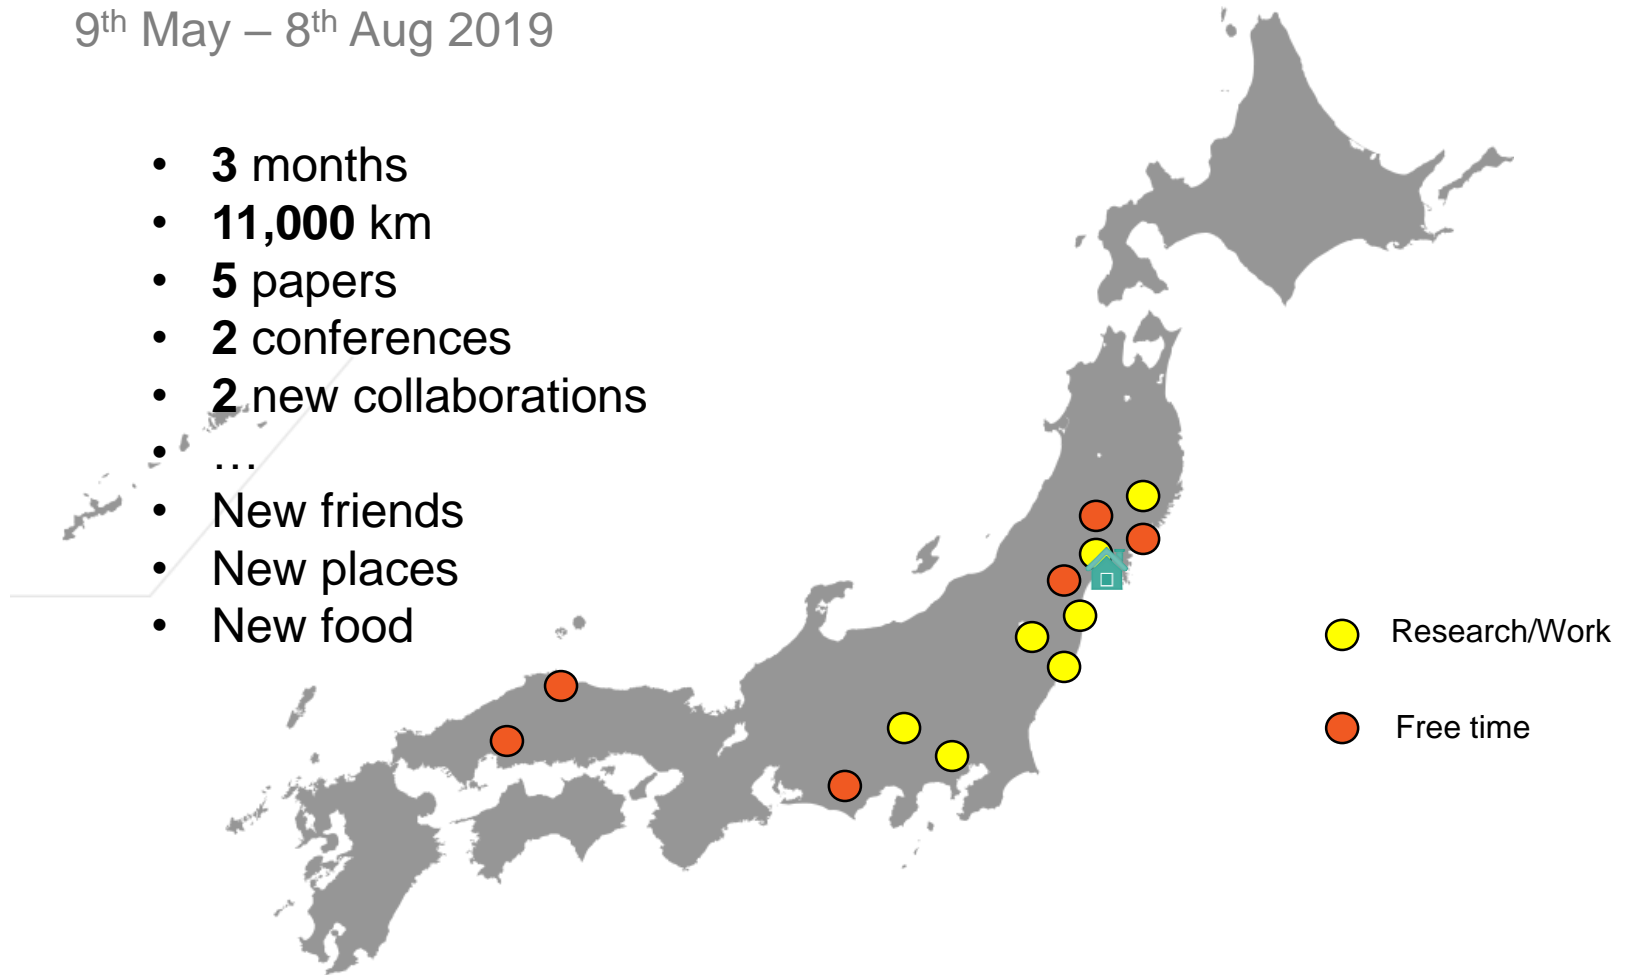 9th May – 8th Aug 2019
• 3 months
• 11,000 km
• 5 papers
• 2 conferences
• 2 new collaborations
• …
• New friends
• New places
• New food
Research/Work
Free time